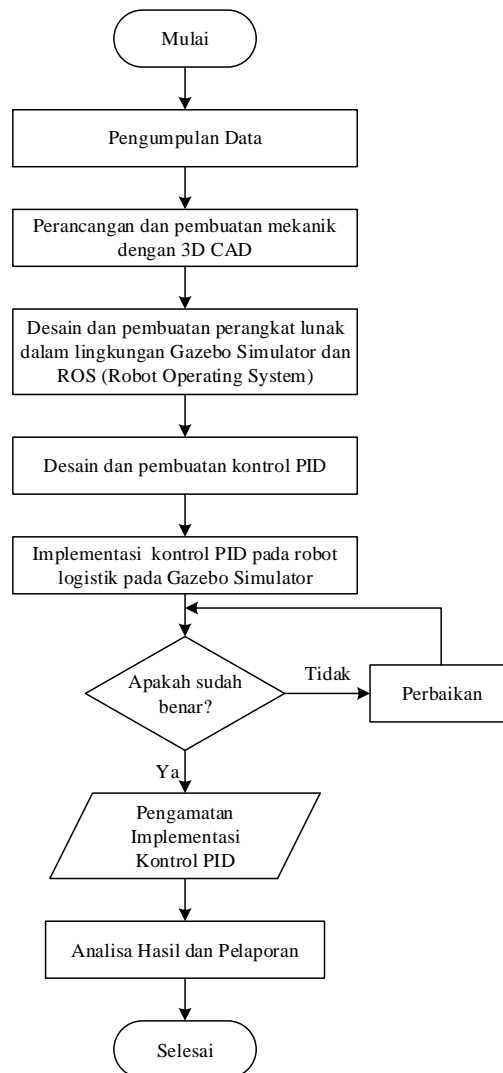 Mulai
Pengumpulan Data
Perancangan dan pembuatan mekanik
dengan 3D CAD
Desain dan pembuatan perangkat lunak
dalam lingkungan Gazebo Simulator dan
ROS (Robot Operating System)
Desain dan pembuatan kontrol PID
Implementasi kontrol PID pada robot
logistik pada Gazebo Simulator
Apakah sudah
benar?
Tidak
Perbaikan
Ya
Pengamatan
Implementasi
Kontrol PID
Analisa Hasil dan Pelaporan
Selesai